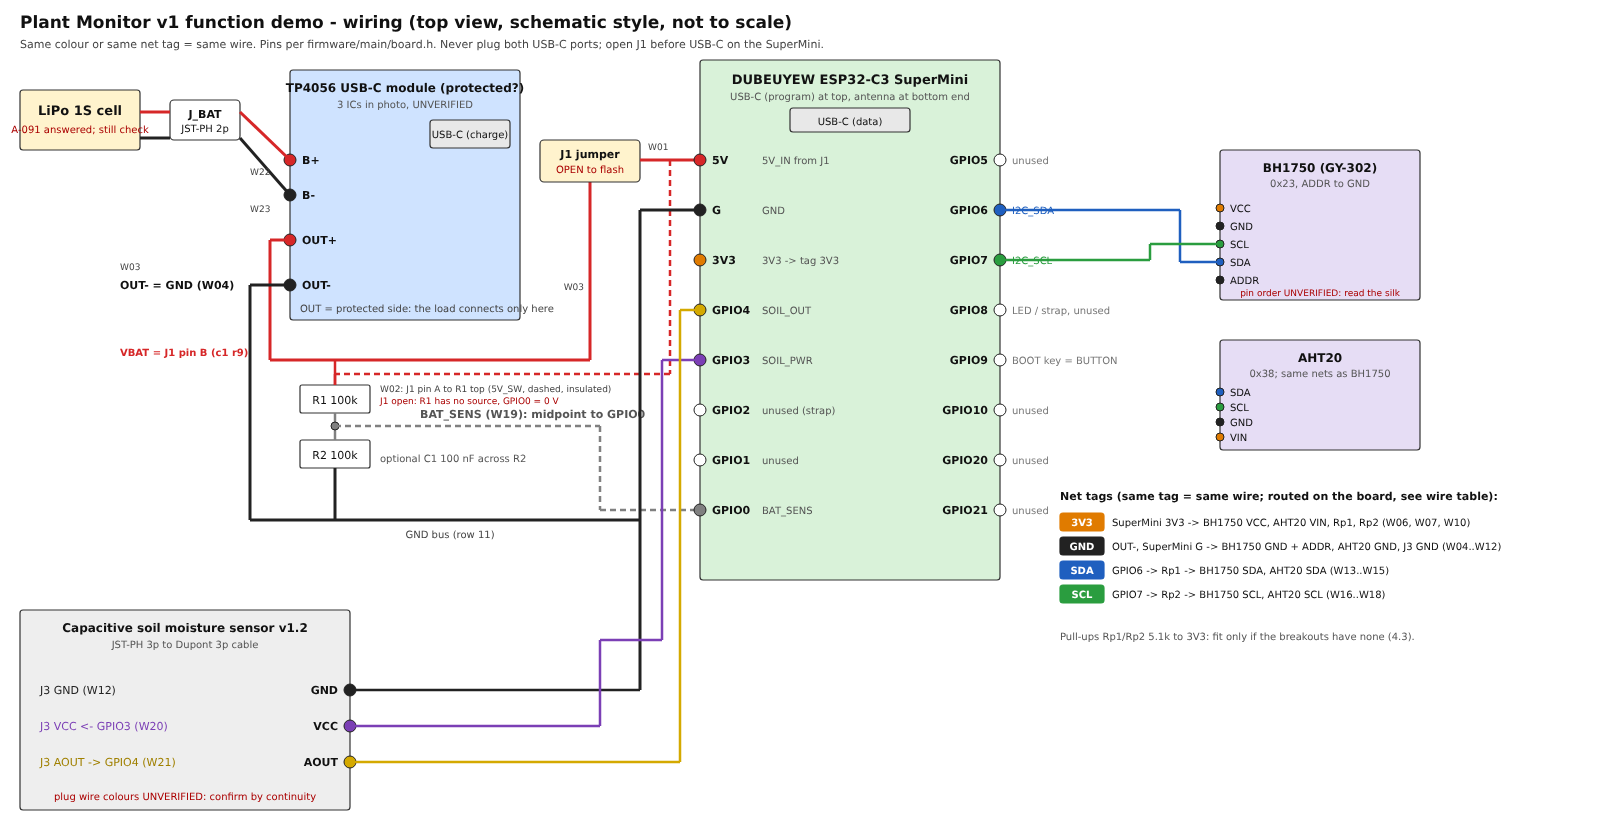 Plant Monitor v1 function demo - wiring (top view, schematic style, not to scale)
Same colour or same net tag = same wire. Pins per firmware/main/board.h. Never plug both USB-C ports; open J1 before USB-C on the SuperMini.
LiPo 1S cell
A-091 answered; still check
J_BAT
JST-PH 2p
W22
W23
TP4056 USB-C module (protected?)
3 ICs in photo, UNVERIFIED
USB-C (charge)
B+
B-
OUT+
OUT-
OUT = protected side: the load connects only here
W03
OUT- = GND (W04)
VBAT = J1 pin B (c1 r9)
J1 jumper
OPEN to flash
W01
W03
R1 100k
W02: J1 pin A to R1 top (5V_SW, dashed, insulated)
J1 open: R1 has no source, GPIO0 = 0 V
BAT_SENS (W19): midpoint to GPIO0
R2 100k
optional C1 100 nF across R2
GND bus (row 11)
DUBEUYEW ESP32-C3 SuperMini
USB-C (program) at top, antenna at bottom end
USB-C (data)
5V 5V_IN from J1
G GND
3V3 3V3 -> tag 3V3
GPIO4 SOIL_OUT
GPIO3 SOIL_PWR
GPIO2 unused (strap)
GPIO1 unused
GPIO0 BAT_SENS
GPIO5 unused
GPIO6 I2C_SDA
GPIO7 I2C_SCL
GPIO8 LED / strap, unused
GPIO9 BOOT key = BUTTON
GPIO10 unused
GPIO20 unused
GPIO21 unused
BH1750 (GY-302)
0x23, ADDR to GND
VCC
GND
SCL
SDA
ADDR
pin order UNVERIFIED: read the silk
AHT20
0x38; same nets as BH1750
SDA
SCL
GND
VIN
Net tags (same tag = same wire; routed on the board, see wire table):
3V3 SuperMini 3V3 -> BH1750 VCC, AHT20 VIN, Rp1, Rp2 (W06, W07, W10)
GND OUT-, SuperMini G -> BH1750 GND + ADDR, AHT20 GND, J3 GND (W04..W12)
SDA GPIO6 -> Rp1 -> BH1750 SDA, AHT20 SDA (W13..W15)
SCL GPIO7 -> Rp2 -> BH1750 SCL, AHT20 SCL (W16..W18)
Pull-ups Rp1/Rp2 5.1k to 3V3: fit only if the breakouts have none (4.3).
Capacitive soil moisture sensor v1.2
JST-PH 3p to Dupont 3p cable
J3 GND (W12) GND
J3 VCC <- GPIO3 (W20) VCC
J3 AOUT -> GPIO4 (W21) AOUT
plug wire colours UNVERIFIED: confirm by continuity